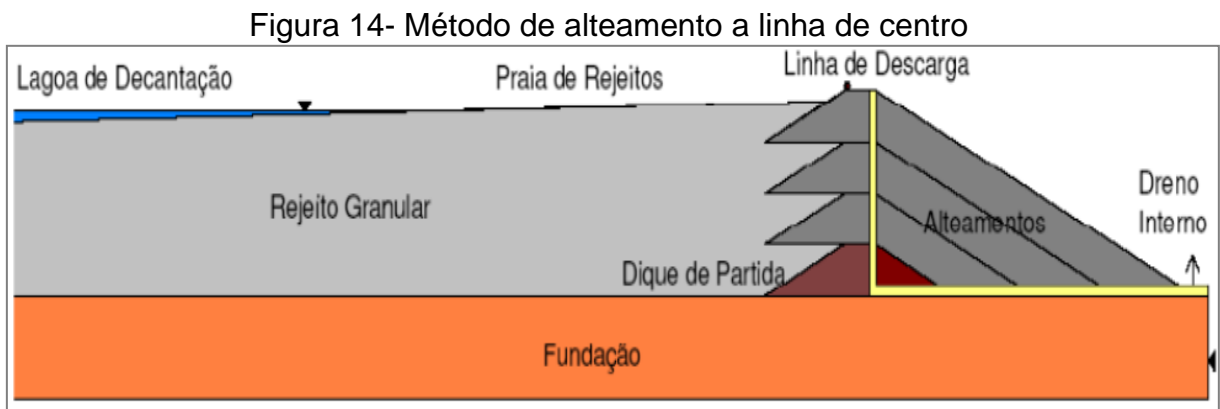 Figura 14- Método de alteamento a linha de centro
Lagoa de Decantação
Praia de Rejeitos
Linha de Descarga
Dreno
Interno
Rejeito Granular
Alteamentos
Dique de Partida
Fundação